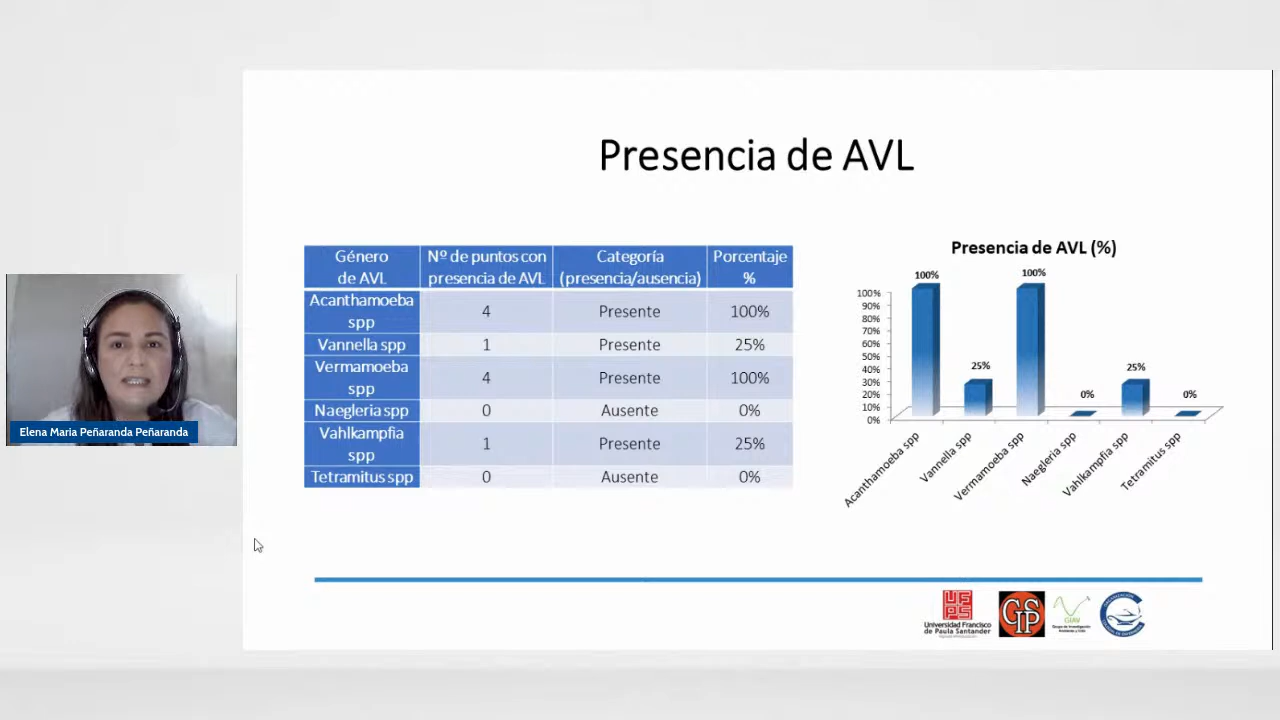 Presencia de AVL
Género
de AVL
Nº de puntos con
presencia de AVL
Categoría
(presencia/ausencia)
Porcentaje
%
Acanthamoeba
spp
4
Presente
100%
Vannella spp
1
Presente
25%
Vermamoeba
spp
4
Presente
100%
Naegleria spp
0
Ausente
0%
Vahlkampfia
spp
1
Presente
25%
Tetramitus spp
0
Ausente
0%
Presencia de AVL (%)
100%
90%
80%
70%
60%
50%
40%
30%
20%
10%
0%
100%
25%
100%
0%
25%
0%
Acanthamoeba spp
Vannella spp
Vermamoeba spp
Naegleria spp
Vahlkampfia spp
Tetramitus spp
Elena Maria Peñaranda Peñaranda
UF
PS
Universidad Francisco
de Paula Santander
GIAV